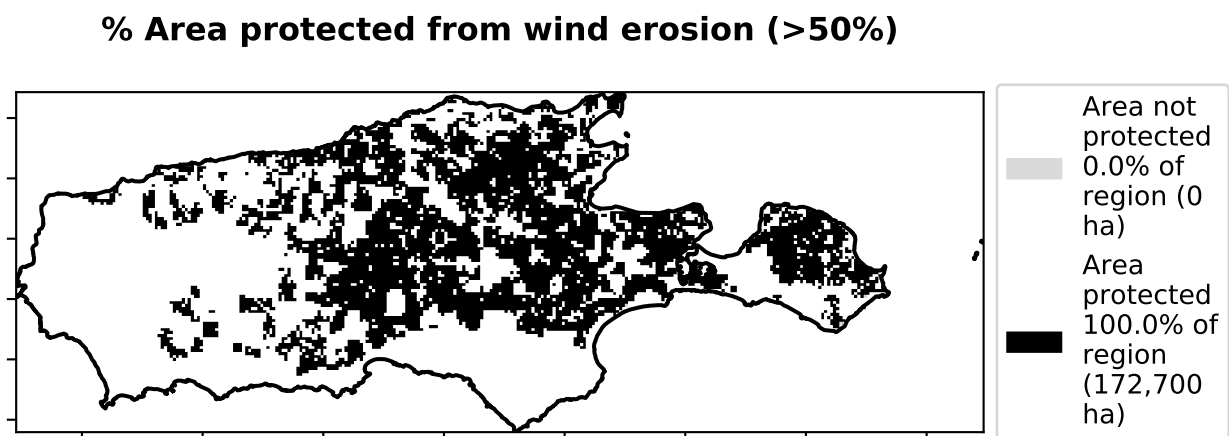 % Area protected from wind erosion (>50%)
Area not
protected
0.0% of
region (0
ha)
Area
protected
100.0% of
region
(172,700
ha)